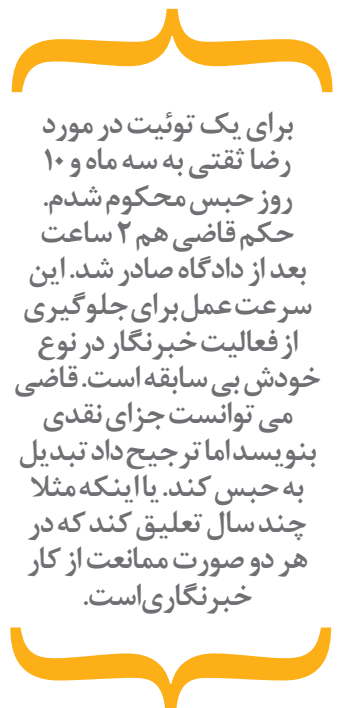 برای یک توئیت در مورد
رضا ثقتی به سه ماه و ۱۰
روز حبس محکوم شدم.
حکم قاضی هم ۲ ساعت
بعد از دادگاه صادر شد. این
سرعت عمل برای جلوگیری
از فعالیت خبرنگار در نوع
خودش بی سابقه است. قاضی
می توانست جزای نقدی
بنویسد اما ترجیح داد تبدیل
به حبس کند. یا اینکه مثلا
چند سال تعلیق کند که در
هر دو صورت ممانعت از کار
خبرنگاری است.